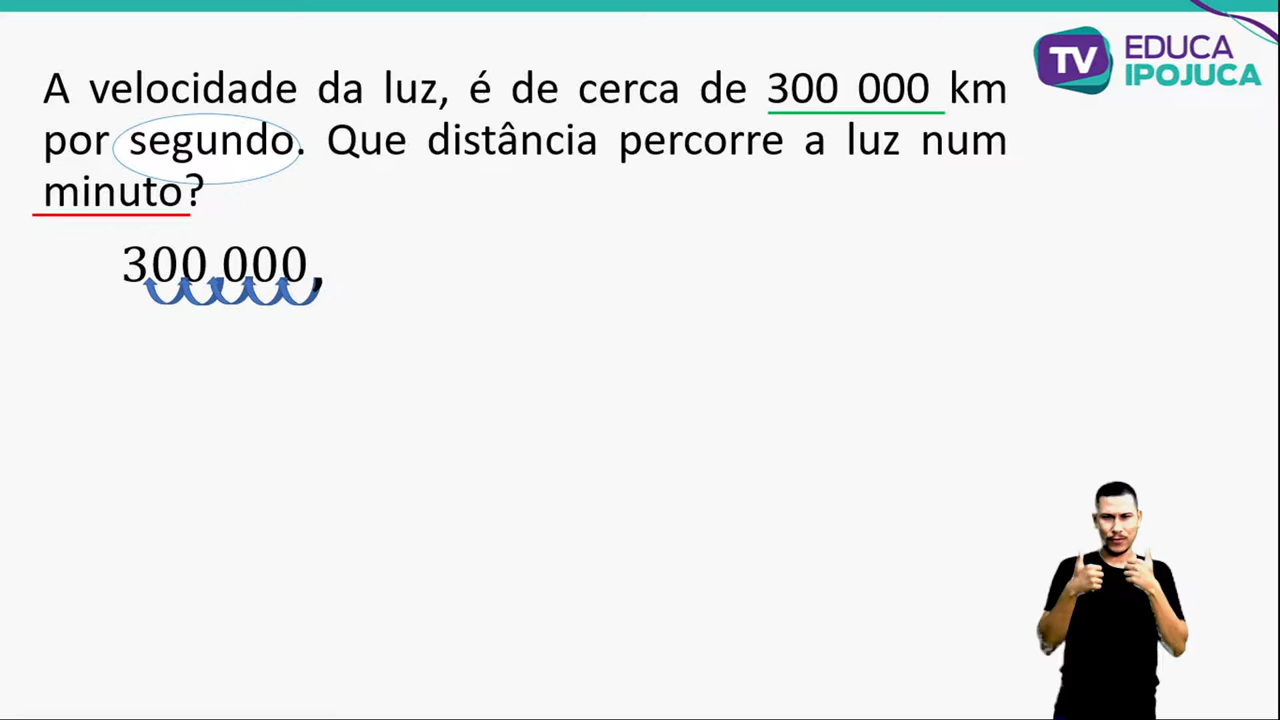 TV EDUCA
IPOJUCA
A velocidade da luz, é de cerca de 300 000 km
por segundo. Que distância percorre a luz num
minuto?
300 000,